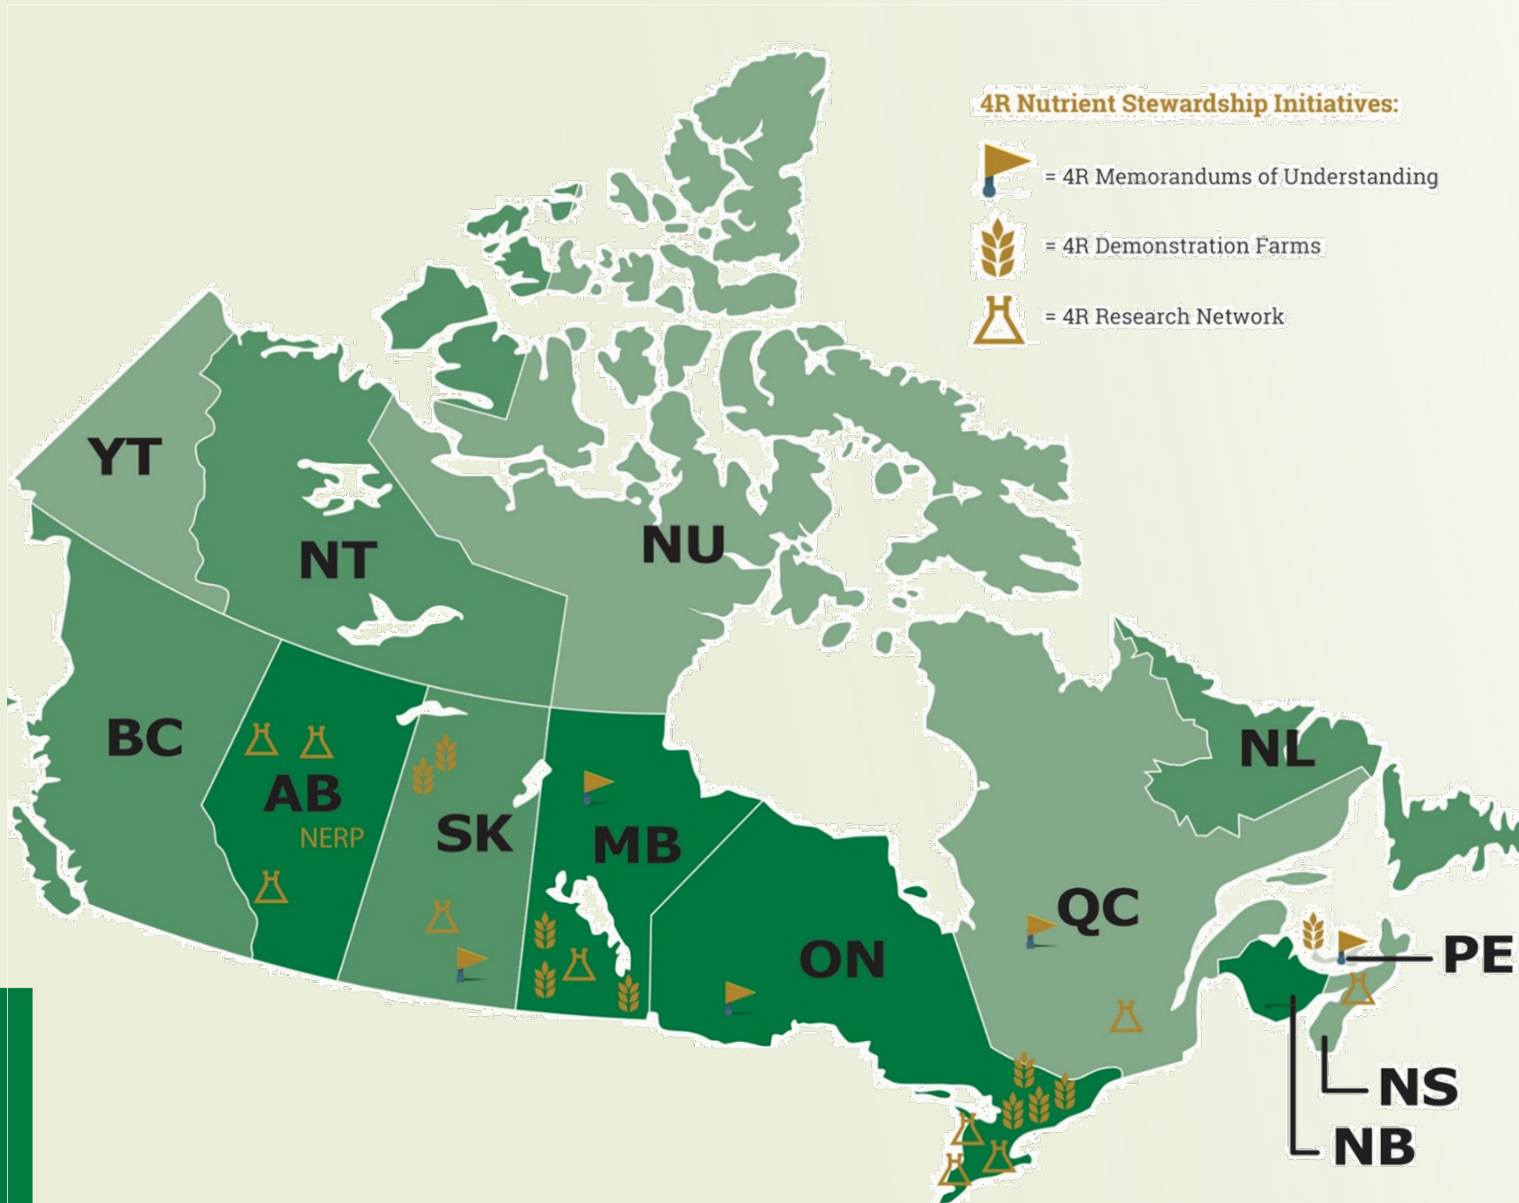 4R Nutrient Stewardship Initiatives:
= 4R Memorandums of Understanding
= 4R Demonstration Farms
= 4R Research Network
YT
NT
NU
BC
AB
NERP
SK
MB
ON
QC
NL
PE
NS
NB